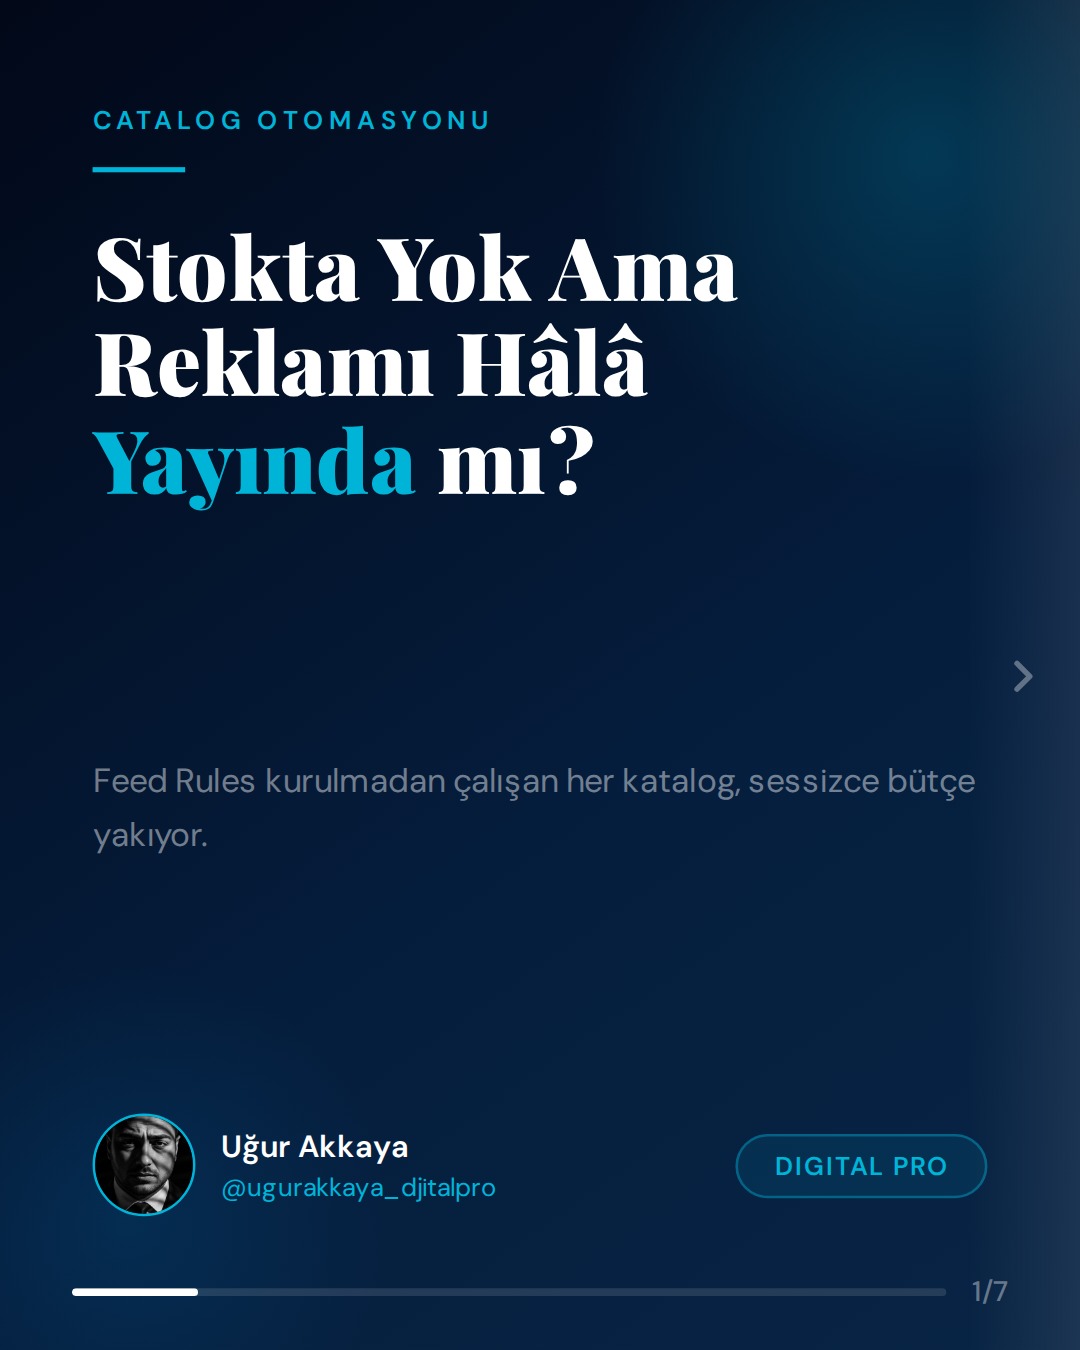 CATALOG OTOMASYONU
Stokta Yok Ama
Reklamı Hâlâ
Yayında mı?
Feed Rules kurulmadan çalışan her katalog, sessizce bütçe
yakıyor.
Uğur Akkaya
@ugurakkaya_djitalpro
DIGITAL PRO
1/7